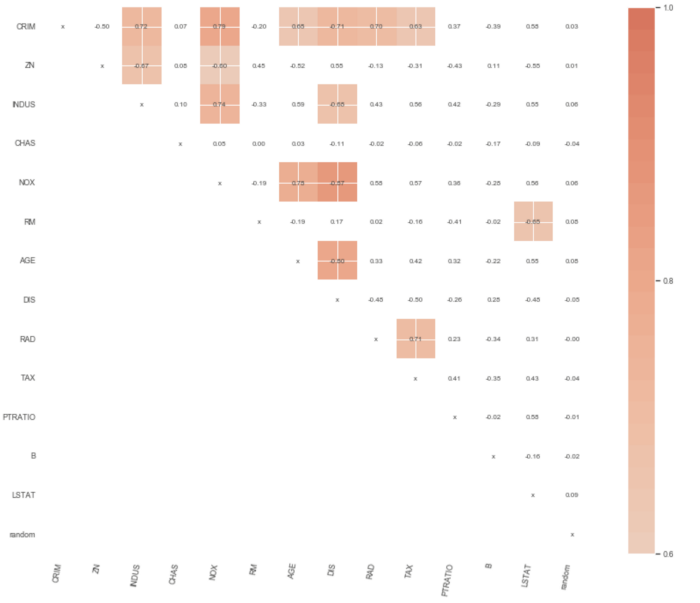 CRIM x -0.50 0.72 0.07 0.79 -0.20 0.65 -0.71 0.70 0.63 0.37 -0.39 0.58 0.03 1.0
ZN x -0.67 0.08 -0.60 0.48 -0.52 0.55 -0.13 -0.31 -0.43 0.11 -0.55 0.01
INDUS x 0.10 0.74 -0.33 0.59 -0.68 0.43 0.56 0.42 -0.29 0.55 0.06
CHAS x 0.05 0.00 0.03 -0.11 -0.02 -0.06 -0.02 -0.17 -0.09 -0.04
NOX x -0.19 0.78 -0.87 0.58 0.57 0.36 -0.28 0.56 0.06
RM x -0.19 0.17 0.02 -0.16 -0.41 -0.02 -0.65 0.08
AGE x -0.80 0.33 0.42 0.32 -0.22 0.55 0.08
0.8
DIS x -0.48 -0.50 -0.26 0.28 -0.48 -0.05
RAD x 0.71 0.23 -0.34 0.31 -0.00
TAX x 0.41 -0.35 0.43 -0.04
PTRATIO x -0.02 0.58 -0.01
B x -0.16 -0.02
LSTAT x 0.09
random x
0.6
CRIM ZN INDUS CHAS NOX RM AGE DIS RAD TAX PTRATIO B LSTAT random